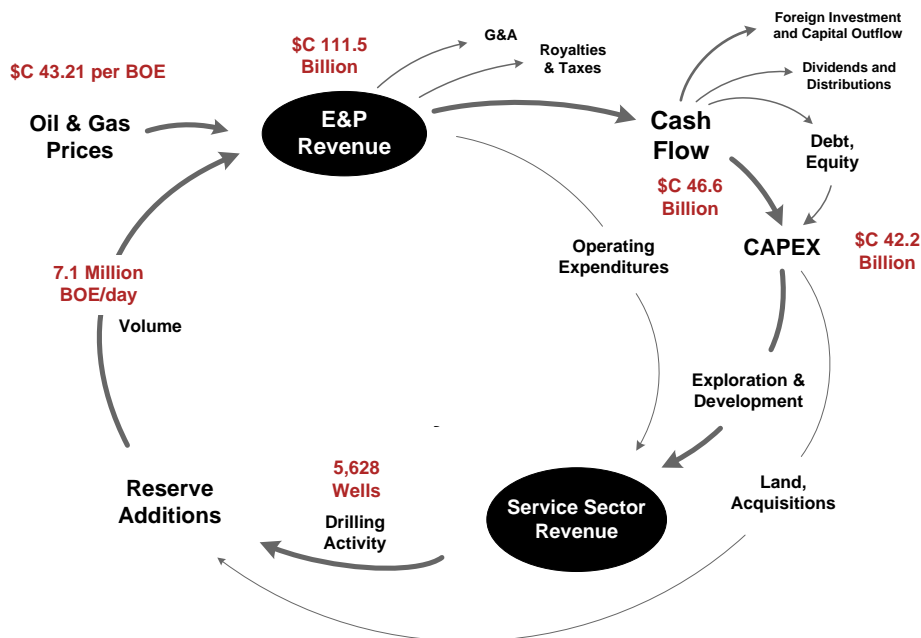 Foreign Investment
and Capital Outflow
G&A
$C 111.5
Billion
Royalties
& Taxes
$C 43.21 per BOE
Dividends and
Distributions
Oil & Gas
Prices
E&P
Revenue
Cash
Flow
Debt,
Equity
$C 46.6
Billion
CAPEX
$C 42.2
Billion
Operating
Expenditures
7.1 Million
BOE/day
Volume
Exploration &
Development
5,628
Wells
Reserve
Additions
Drilling
Activity
Service Sector
Revenue
Land,
Acquisitions